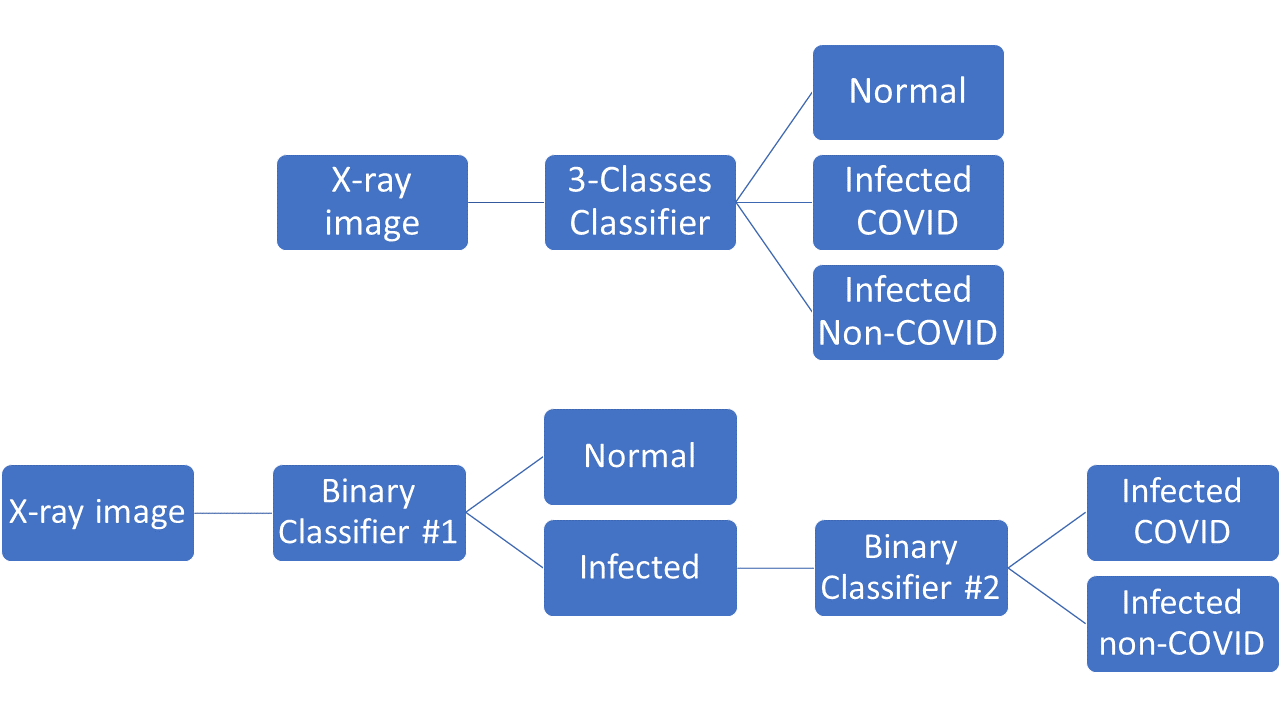 Normal
X-ray
image
3-Classes
Classifier
Infected
COVID
Infected
Non-COVID
X-ray image
Binary
Classifier #1
Normal
Infected
Binary
Classifier #2
Infected
COVID
Infected
non-COVID